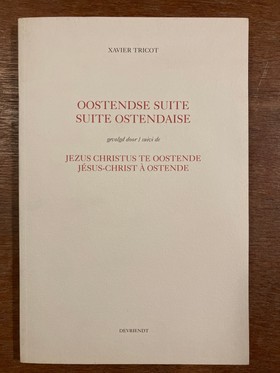 XAVIER TRICOT
OOSTENDSE SUITE
SUITE OSTENDAISE
gevolgd door / suivi de
JEZUS CHRISTUS TE OOSTENDE
JÉSUS-CHRIST À OSTENDE
DEVRIENDT